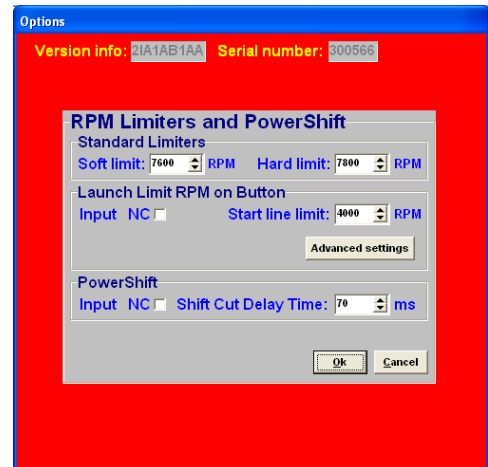 Options
Version info: 2IA1AB1AA Serial number: 300566
RPM Limiters and PowerShift
Standard Limiters
Soft limit: 7600 RPM Hard limit: 7800 RPM
Launch Limit RPM on Button
Input NC Start line limit: 4000 RPM
Advanced settings
PowerShift
Input NC Shift Cut Delay Time: 70 ms
Ok Cancel